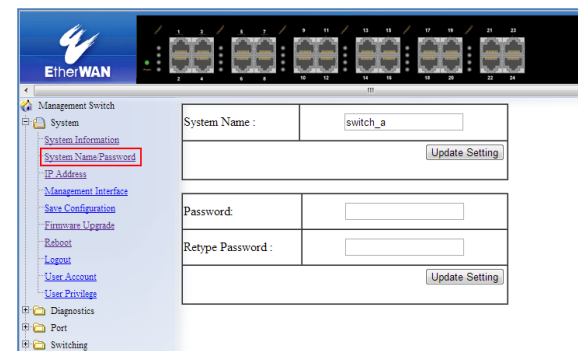 1 3 5 7 9 11 13 15 17 19 21 23
EtherWAN
2 4 6 8 10 12 14 16 18 20 22 24
Management Switch
System
System Information
System Name/Password
IP Address
Management Interface
Save Configuration
Firmware Upgrade
Reboot
Logout
User Account
User Privilege
Diagnostics
Port
Switching
System Name :
switch_a
Update Setting
Password:
Retype Password :
Update Setting